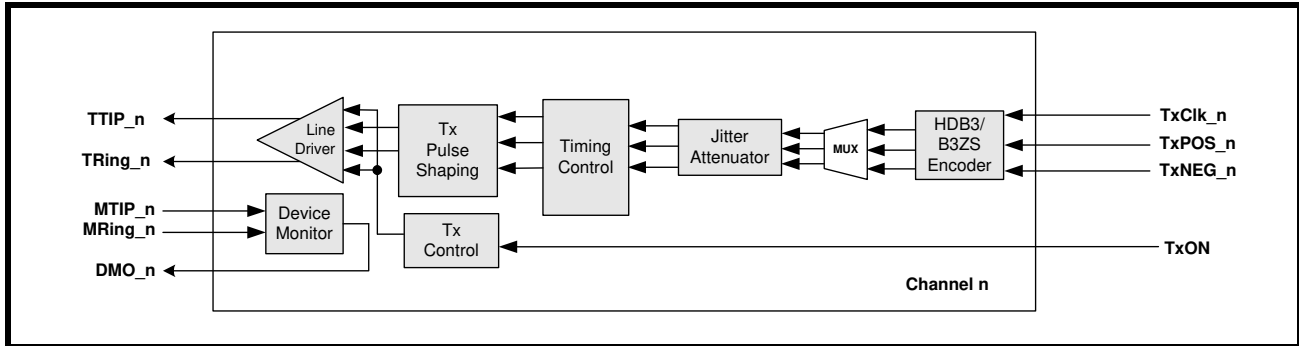 TTIP_n
TRing_n
MTIP_n
MRing_n
DMO_n
Line
Driver
Device
Monitor
Tx
Pulse
Shaping
Tx
Control
Timing
Control
Jitter
Attenuator
MUX
HDB3/
B3ZS
Encoder
TxClk_n
TxPOS_n
TxNEG_n
TxON
Channel n